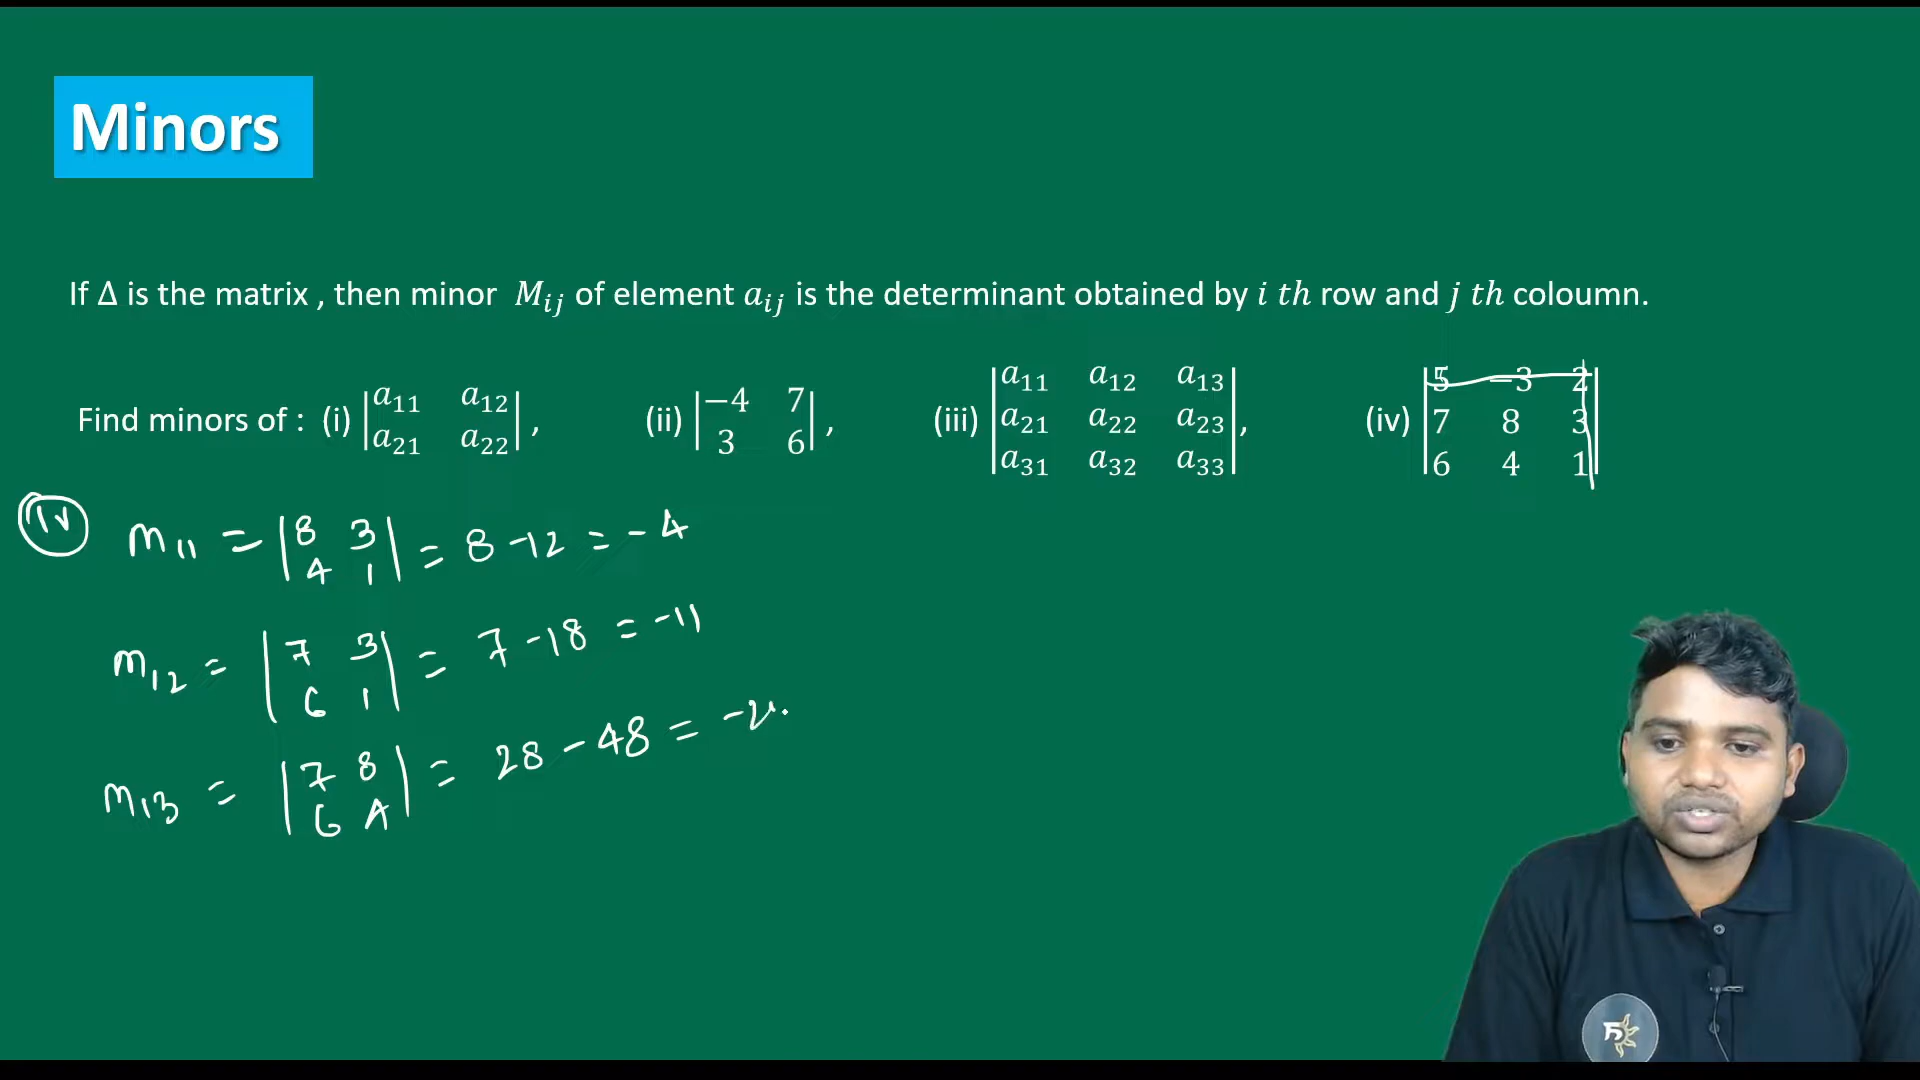 Minors
If Δ is the matrix , then minor M_ij of element a_ij is the determinant obtained by i th row and j th coloumn.
Find minors of : (i) |a11 a12; a21 a22| , (ii) |−4 7; 3 6| , (iii) |a11 a12 a13; a21 a22 a23; a31 a32 a33| , (iv) |5 −3 2; 7 8 3; 6 4 1|
(iv) m11 = |8 3; 4 1| = 8 - 12 = - 4
m12 = |7 3; 6 1| = 7 - 18 = - 11
m13 = |7 8; 6 4| = 28 - 48 =